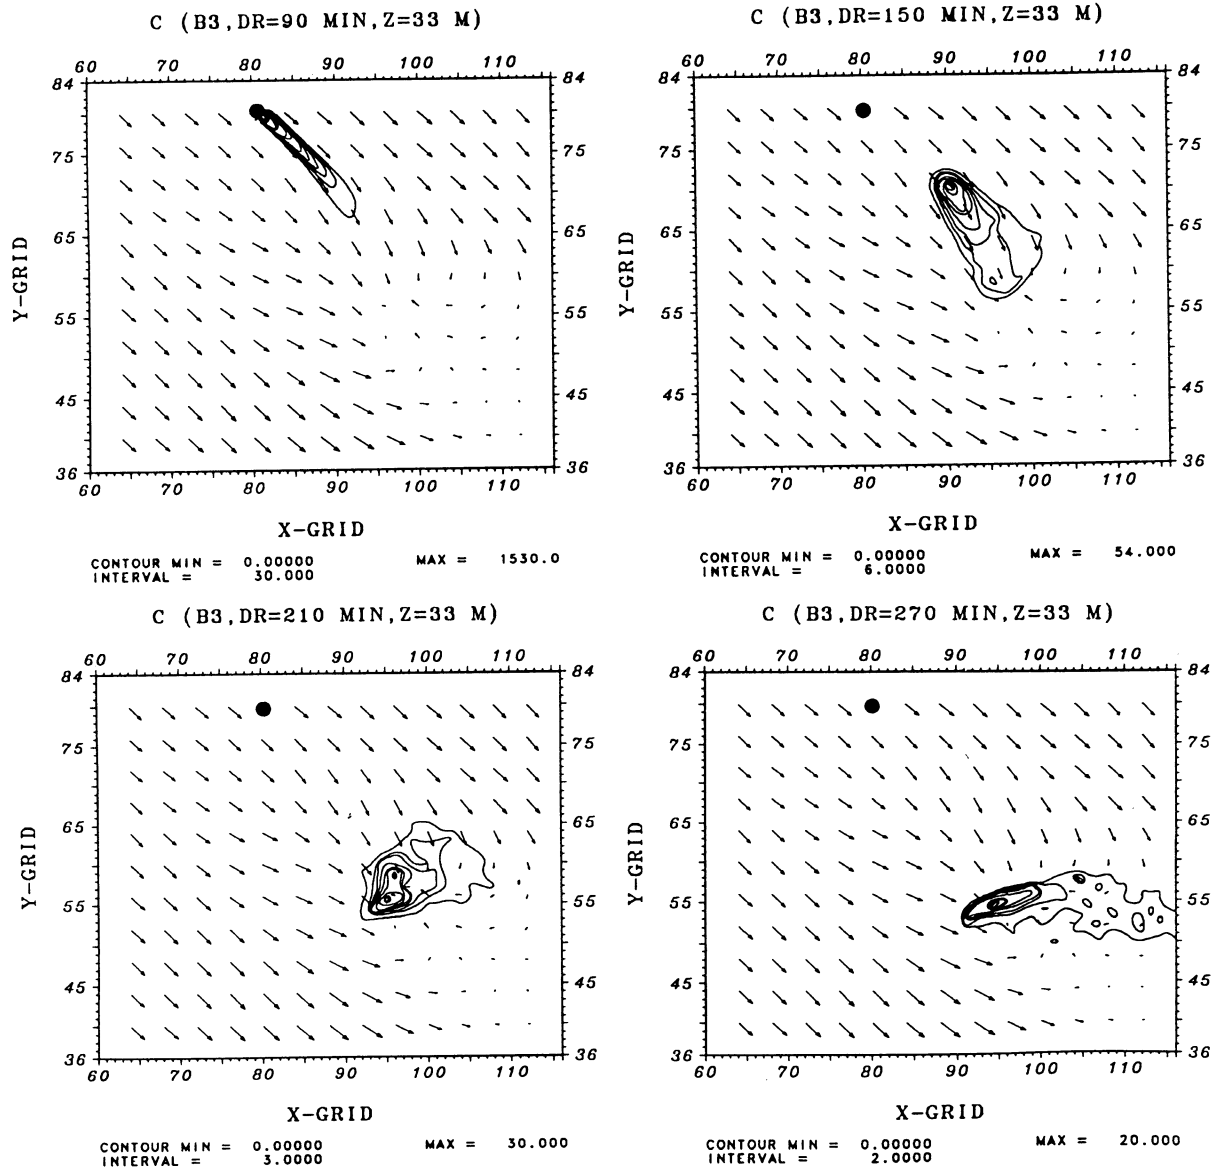 C (B3,DR=90 MIN,Z=33 M)
60 70 80 90 100 110
84 84
75 75
65 65
55 55
45 45
36 36
60 70 80 90 100 110
Y-GRID
X-GRID
CONTOUR MIN = 0.00000 MAX = 1530.0
INTERVAL = 30.000
C (B3,DR=150 MIN,Z=33 M)
60 70 80 90 100 110
84 84
75 75
65 65
55 55
45 45
36 36
60 70 80 90 100 110
Y-GRID
X-GRID
CONTOUR MIN = 0.00000 MAX = 54.000
INTERVAL = 6.0000
C (B3,DR=210 MIN,Z=33 M)
60 70 80 90 100 110
84 84
75 75
65 65
55 55
45 45
36 36
60 70 80 90 100 110
Y-GRID
X-GRID
CONTOUR MIN = 0.00000 MAX = 30.000
INTERVAL = 3.0000
C (B3,DR=270 MIN,Z=33 M)
60 70 80 90 100 110
84 84
75 75
65 65
55 55
45 45
36 36
60 70 80 90 100 110
Y-GRID
X-GRID
CONTOUR MIN = 0.00000 MAX = 20.000
INTERVAL = 2.0000